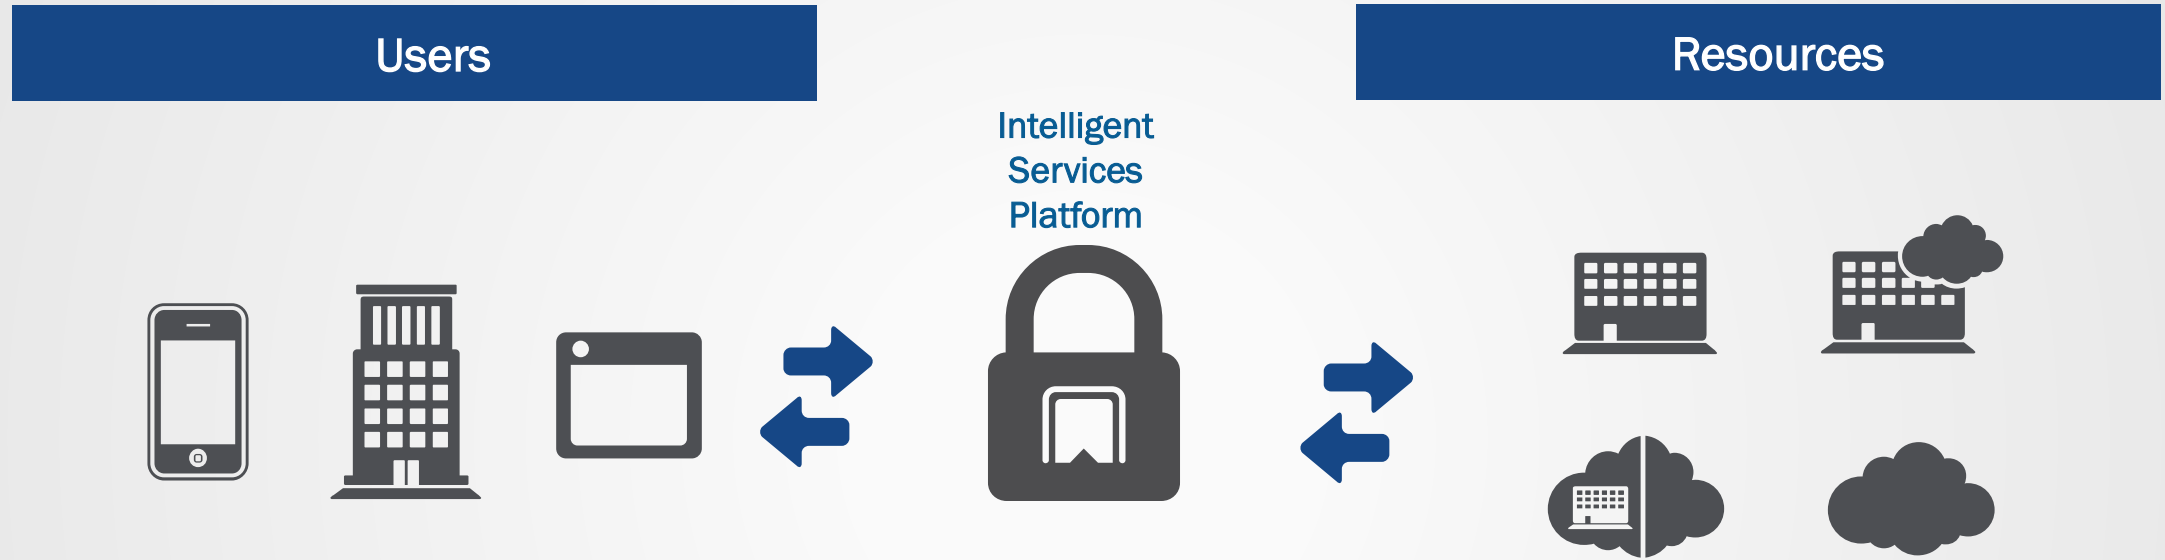 Users
Resources
Intelligent
Services
Platform